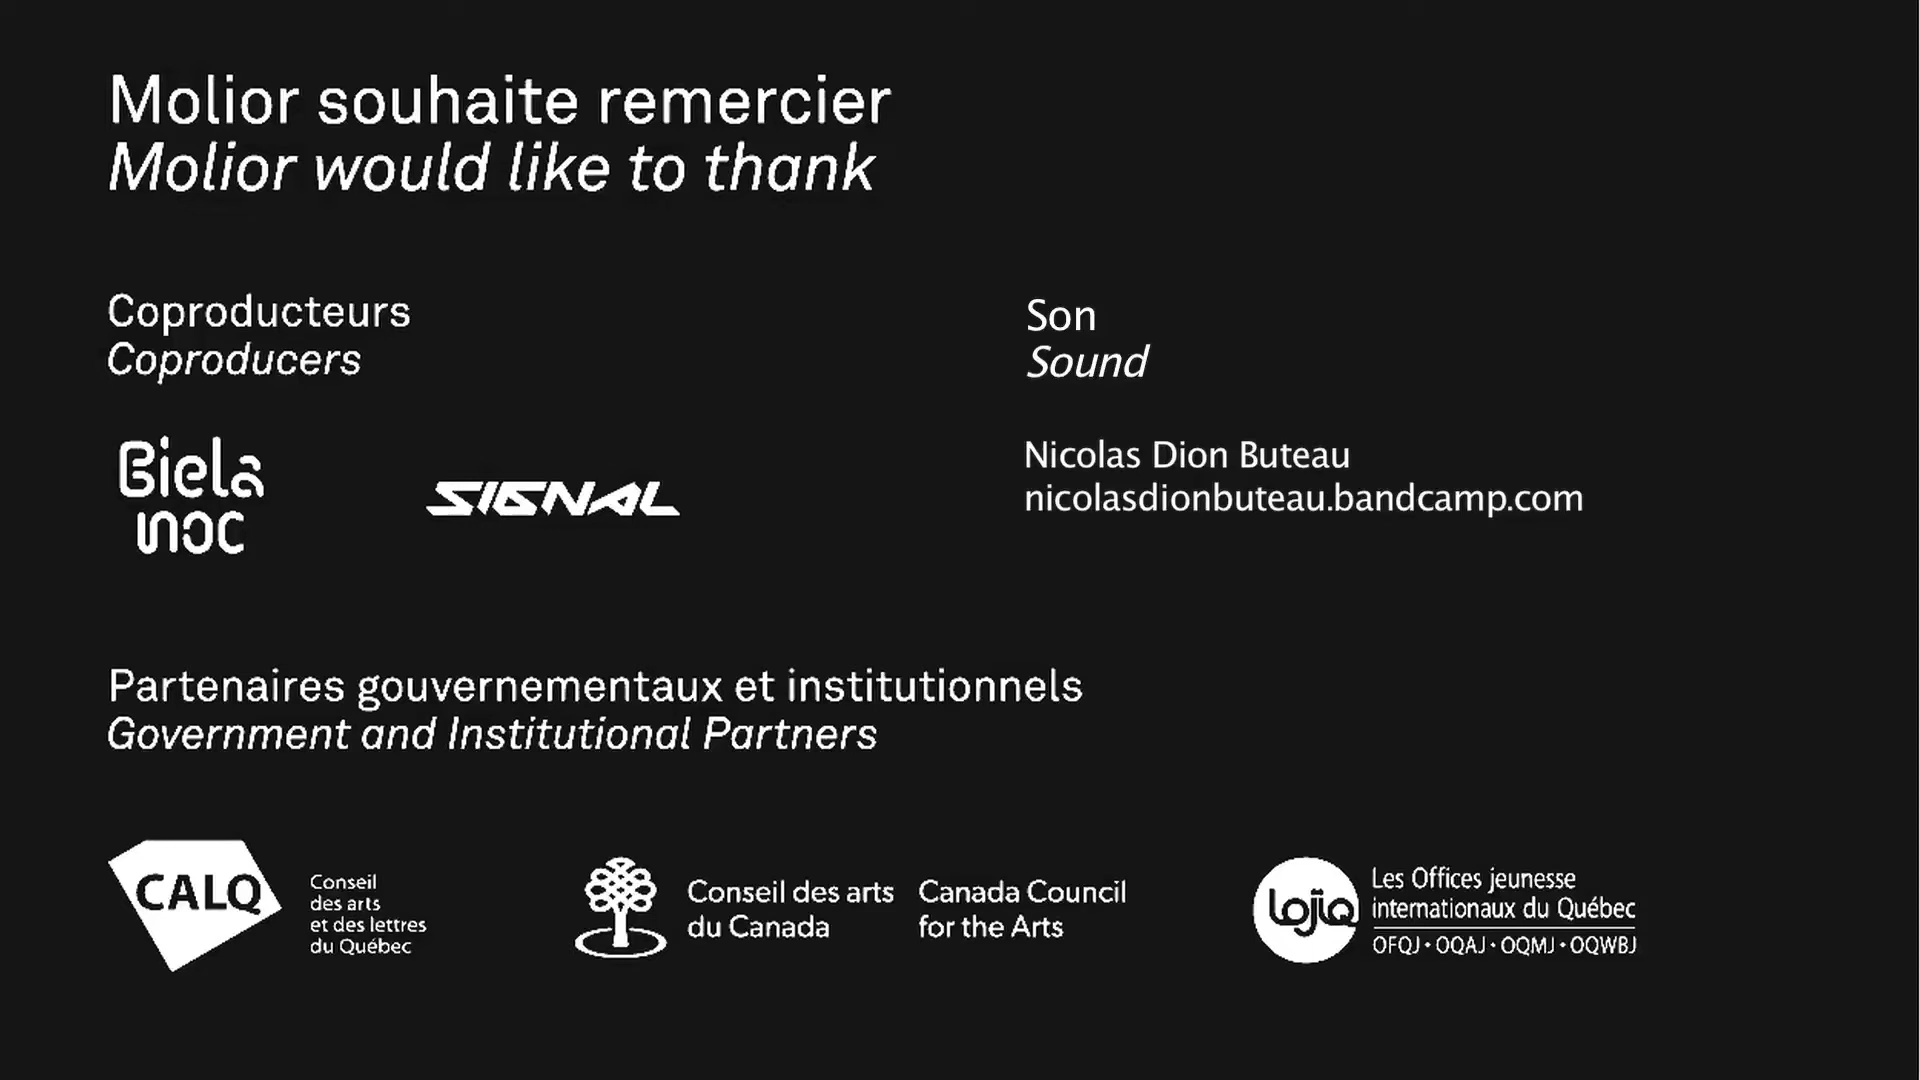 Molior souhaite remercier
Molior would like to thank
Coproducteurs
Coproducers
Biela
noc
SIGNAL
Son
Sound
Nicolas Dion Buteau
nicolasdionbuteau.bandcamp.com
Partenaires gouvernementaux et institutionnels
Government and Institutional Partners
CALQ
Conseil
des arts
et des lettres
du Québec
Conseil des arts
du Canada
Canada Council
for the Arts
lojiq
Les Offices jeunesse
internationaux du Québec
OFQJ • OQAJ • OQMJ • OQWBJ